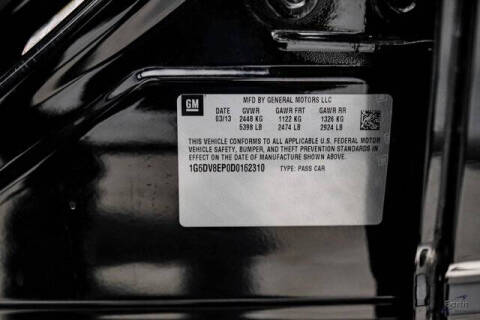 GM
MFD BY GENERAL MOTORS LLC
03/13 GVWR GAWR FRT GAWR RR
2448 KG 1122 KG 1326 KG
5398 LB 2474 LB 2924 LB
THIS VEHICLE CONFORMS TO ALL APPLICABLE U.S. FEDERAL MOTOR
VEHICLE SAFETY, BUMPER, AND THEFT PREVENTION STANDARDS IN
EFFECT ON THE DATE OF MANUFACTURE SHOWN ABOVE.
1G6DV8EP0D0162310 TYPE: PASS CAR